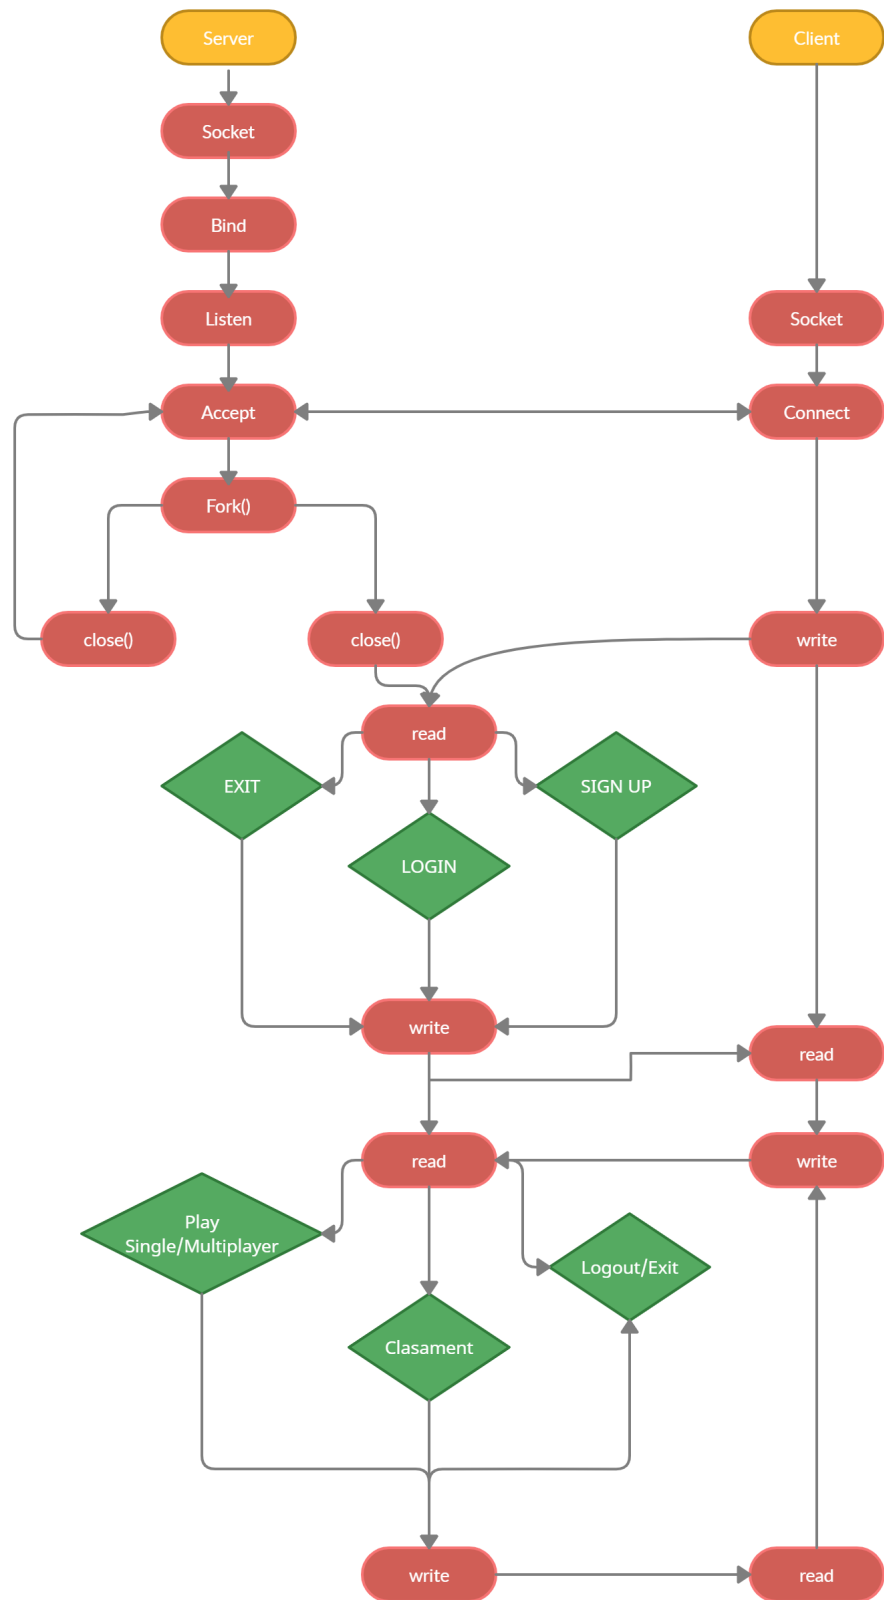 Server
Client
Socket
Bind
Listen
Socket
Accept
Connect
Fork()
close()
close()
write
read
EXIT
SIGN UP
LOGIN
write
read
read
write
Play
Single/Multiplayer
Logout/Exit
Clasament
write
read